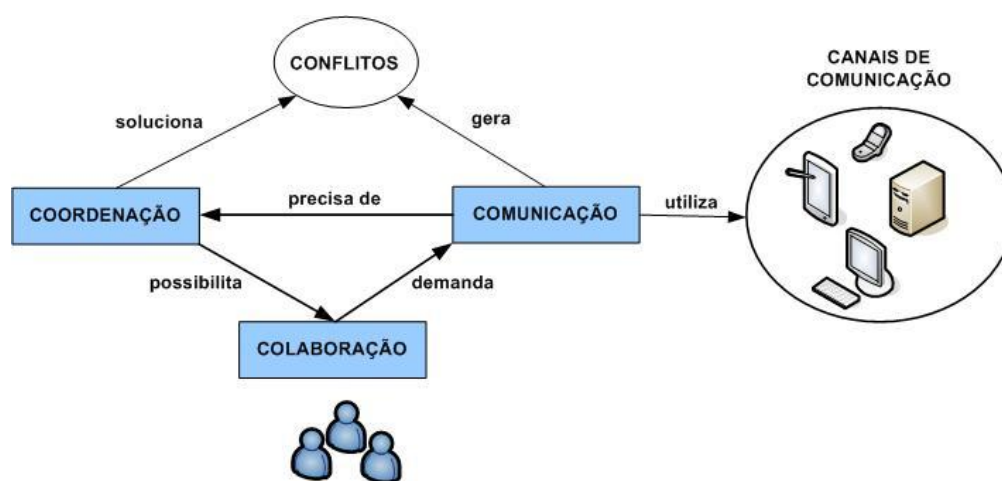 CONFLITOS
CANAIS DE
COMUNICAÇÃO
soluciona
gera
COORDENAÇÃO
precisa de
COMUNICAÇÃO
utiliza
possibilita
demanda
COLABORAÇÃO